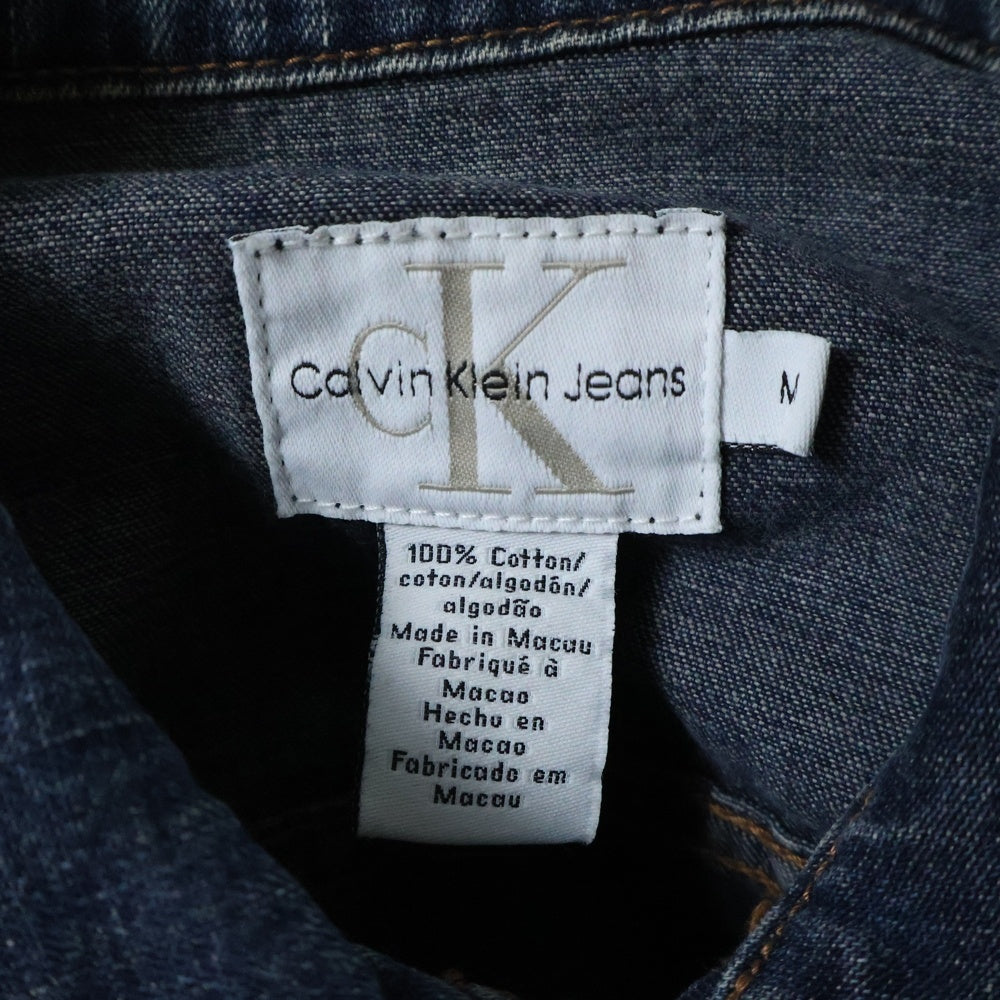 CK
Calvin Klein Jeans
M
100% Cotton/
coton/algodón/
algodão
Made in Macau
Fabriqué à
Macao
Hechu en
Macao
Fabricado em
Macau